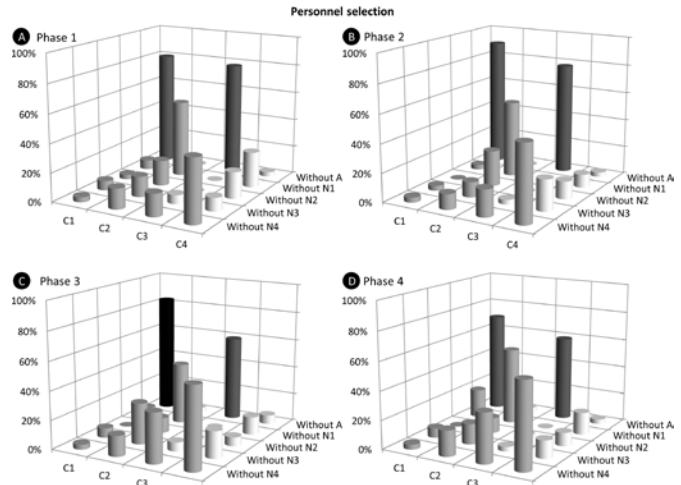 Personnel selection
A Phase 1
100%
80%
60%
40%
20%
0%
C1
C2
C3
C4
Without A
Without N1
Without N2
Without N3
Without N4
B Phase 2
100%
80%
60%
40%
20%
0%
C1
C2
C3
C4
Without A
Without N1
Without N2
Without N3
Without N4
C Phase 3
100%
80%
60%
40%
20%
0%
C1
C2
C3
C4
Without A
Without N1
Without N2
Without N3
Without N4
D Phase 4
100%
80%
60%
40%
20%
0%
C1
C2
C3
C4
Without A
Without N1
Without N2
Without N3
Without N4